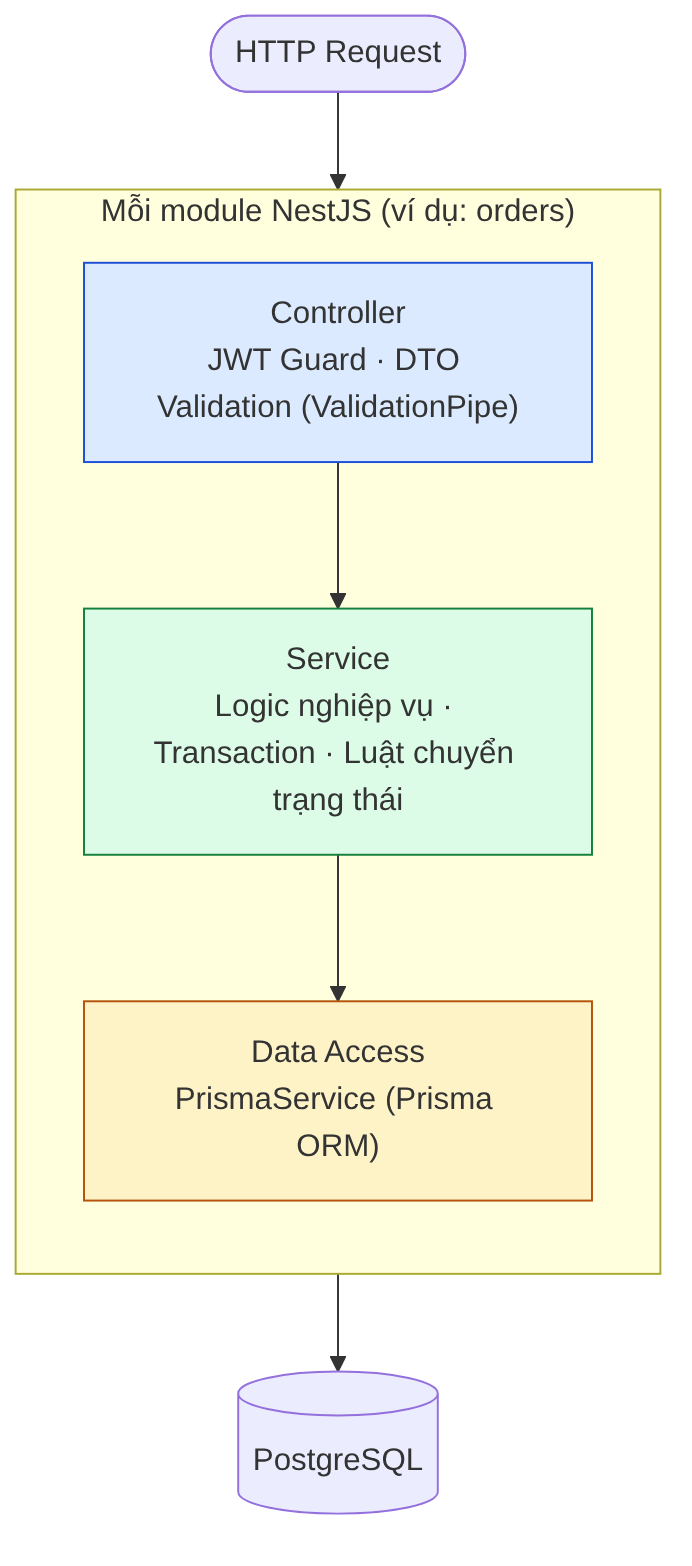 HTTP Request
Mỗi module NestJS (ví dụ: orders)
Controller
JWT Guard · DTO
Validation (ValidationPipe)
Service
Logic nghiệp vụ ·
Transaction · Luật chuyển
trạng thái
Data Access
PrismaService (Prisma
ORM)
PostgreSQL